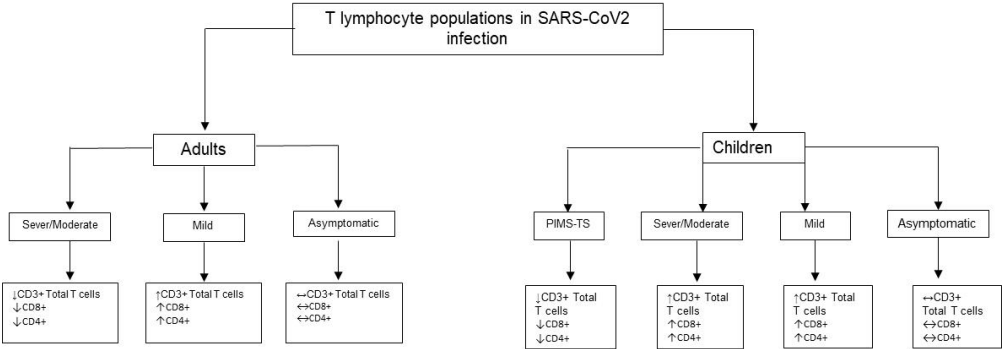 T lymphocyte populations in SARS-CoV2
infection
Adults
Children
Sever/Moderate
Mild
Asymptomatic
PIMS-TS
Sever/Moderate
Mild
Asymptomatic
↓CD3+ Total T cells
↓CD8+
↓CD4+
↑CD3+ Total T cells
↑CD8+
↑CD4+
↔CD3+ Total T cells
↔CD8+
↔CD4+
↓CD3+ Total
T cells
↓CD8+
↓CD4+
↑CD3+ Total
T cells
↑CD8+
↑CD4+
↑CD3+ Total
T cells
↑CD8+
↑CD4+
↔CD3+
Total T cells
↔CD8+
↔CD4+